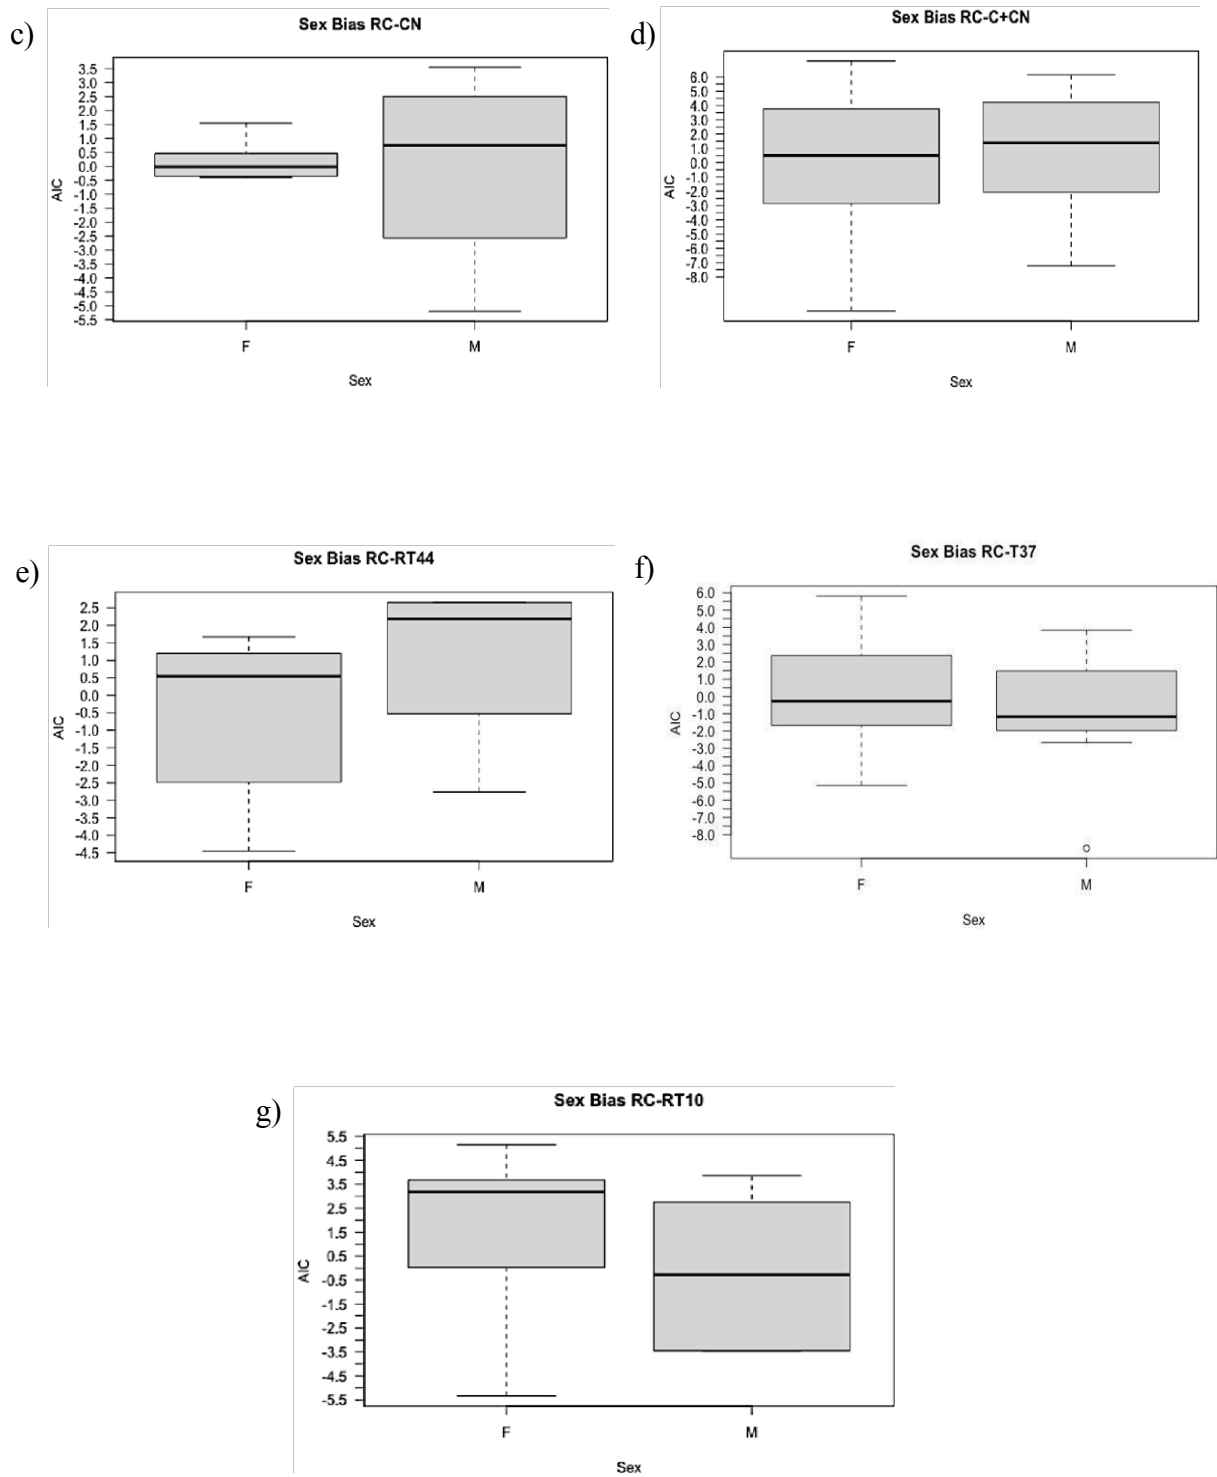 c)
Sex Bias RC-CN
3.5
3.0
2.5
2.0
1.5
1.0
0.5
0.0
-0.5
-1.0
-1.5
-2.0
-2.5
-3.0
-3.5
-4.0
-4.5
-5.0
-5.5
AIC
F
M
Sex
d)
Sex Bias RC-C+CN
6.0
5.0
4.0
3.0
2.0
1.0
0.0
-1.0
-2.0
-3.0
-4.0
-5.0
-6.0
-7.0
-8.0
AIC
F
M
Sex
e)
Sex Bias RC-RT44
2.5
2.0
1.5
1.0
0.5
0.0
-0.5
-1.0
-1.5
-2.0
-2.5
-3.0
-3.5
-4.0
-4.5
AIC
F
M
Sex
f)
Sex Bias RC-T37
6.0
5.0
4.0
3.0
2.0
1.0
0.0
-1.0
-2.0
-3.0
-4.0
-5.0
-6.0
-7.0
-8.0
AIC
F
M
Sex
g)
Sex Bias RC-RT10
5.5
4.5
3.5
2.5
1.5
0.5
-0.5
-1.5
-2.5
-3.5
-4.5
-5.5
AIC
F
M
Sex